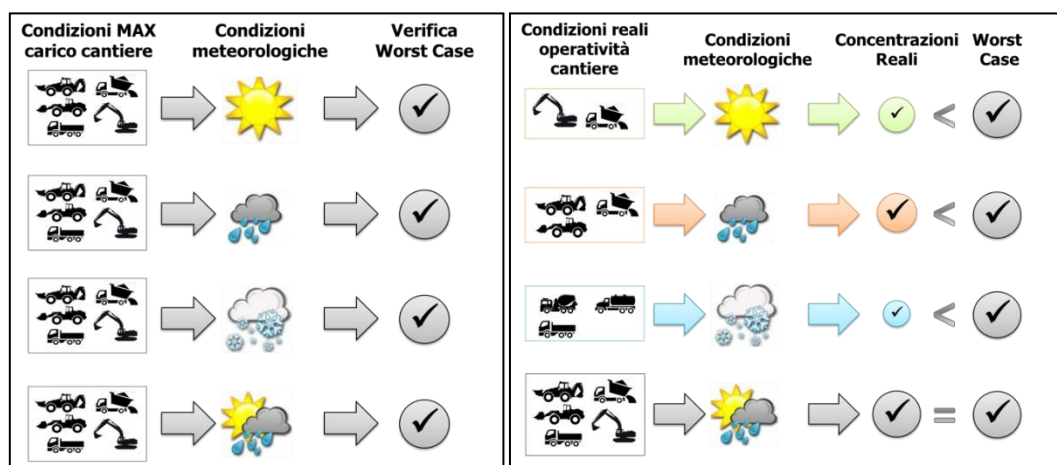 Condizioni MAX
carico cantiere
Condizioni
meteorologiche
Verifica
Worst Case
Condizioni reali
operatività
cantiere
Condizioni
meteorologiche
Concentrazioni
Reali
Worst
Case
<
<
<
=